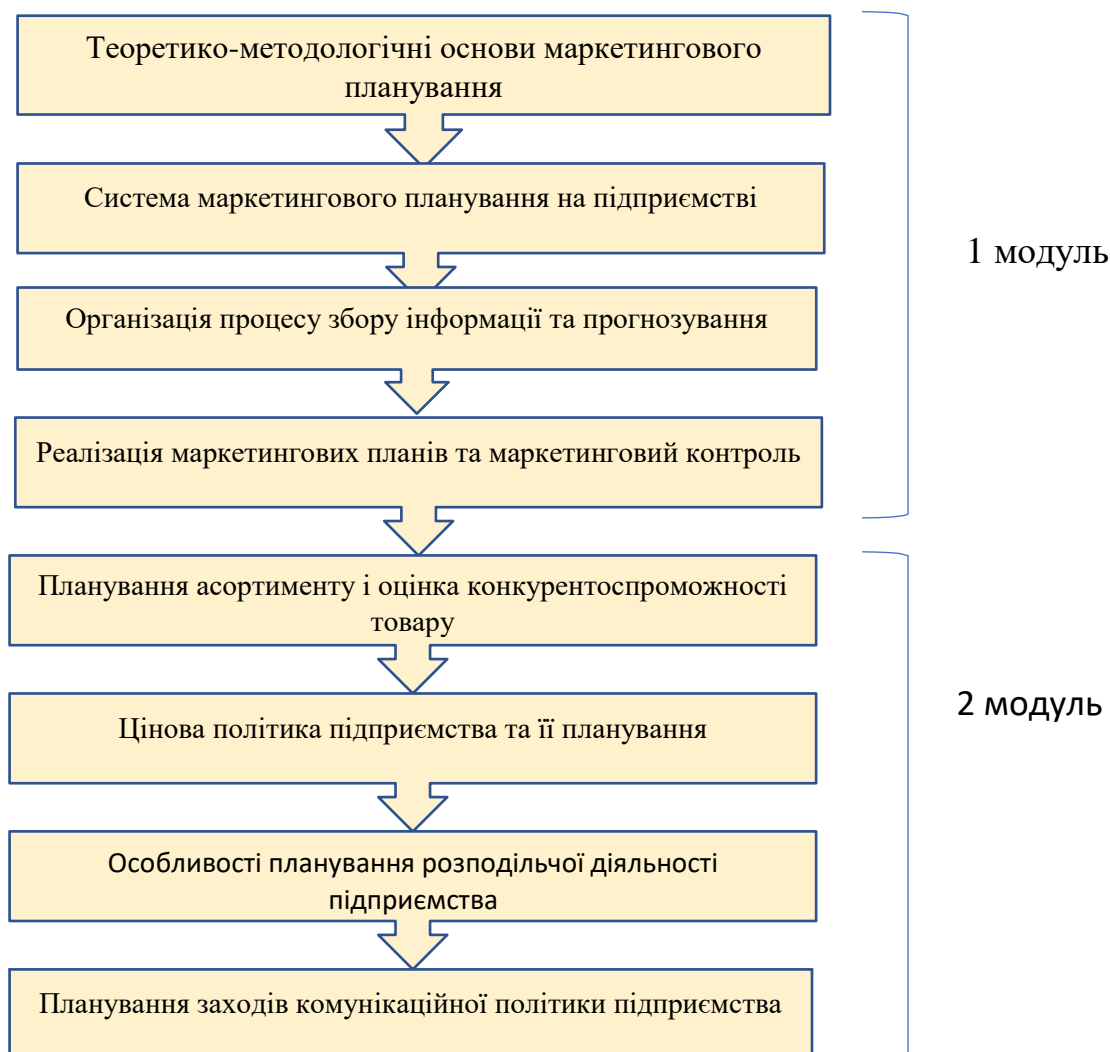 Теоретико-методологічні основи маркетингового
планування
Система маркетингового планування на підприємстві
Організація процесу збору інформації та прогнозування
Реалізація маркетингових планів та маркетинговий контроль
1 модуль
Планування асортименту і оцінка конкурентоспроможності
товару
Цінова політика підприємства та її планування
Особливості планування розподільчої діяльності
підприємства
Планування заходів комунікаційної політики підприємства
2 модуль